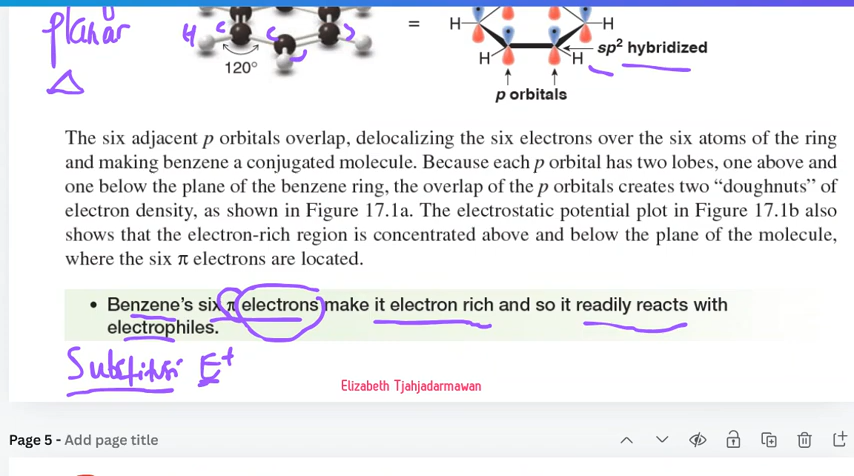 planar
H
C
C
120°
=
H
H
H
H
sp² hybridized
p orbitals
The six adjacent p orbitals overlap, delocalizing the six electrons over the six atoms of the ring
and making benzene a conjugated molecule. Because each p orbital has two lobes, one above and
one below the plane of the benzene ring, the overlap of the p orbitals creates two “doughnuts” of
electron density, as shown in Figure 17.1a. The electrostatic potential plot in Figure 17.1b also
shows that the electron-rich region is concentrated above and below the plane of the molecule,
where the six π electrons are located.
• Benzene’s six π electrons make it electron rich and so it readily reacts with
electrophiles.
Substitusi E⁺
Elizabeth Tjahjadarmawan
Page 5 - Add page title